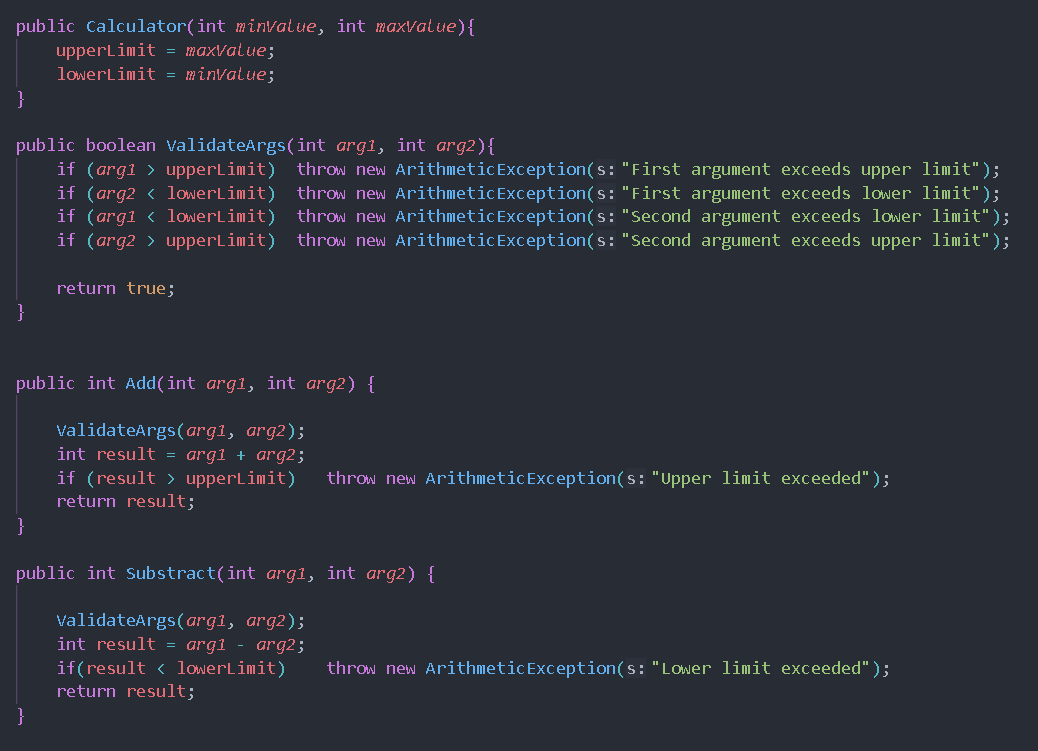 public Calculator(int minValue, int maxValue){
    upperLimit = maxValue;
    lowerLimit = minValue;
}

public boolean ValidateArgs(int arg1, int arg2){
    if (arg1 > upperLimit)  throw new ArithmeticException(s:"First argument exceeds upper limit");
    if (arg2 < lowerLimit)  throw new ArithmeticException(s:"First argument exceeds lower limit");
    if (arg1 < lowerLimit)  throw new ArithmeticException(s:"Second argument exceeds lower limit");
    if (arg2 > upperLimit)  throw new ArithmeticException(s:"Second argument exceeds upper limit");

    return true;
}


public int Add(int arg1, int arg2) {

    ValidateArgs(arg1, arg2);
    int result = arg1 + arg2;
    if (result > upperLimit)   throw new ArithmeticException(s:"Upper limit exceeded");
    return result;
}

public int Substract(int arg1, int arg2) {

    ValidateArgs(arg1, arg2);
    int result = arg1 - arg2;
    if(result < lowerLimit)    throw new ArithmeticException(s:"Lower limit exceeded");
    return result;
}